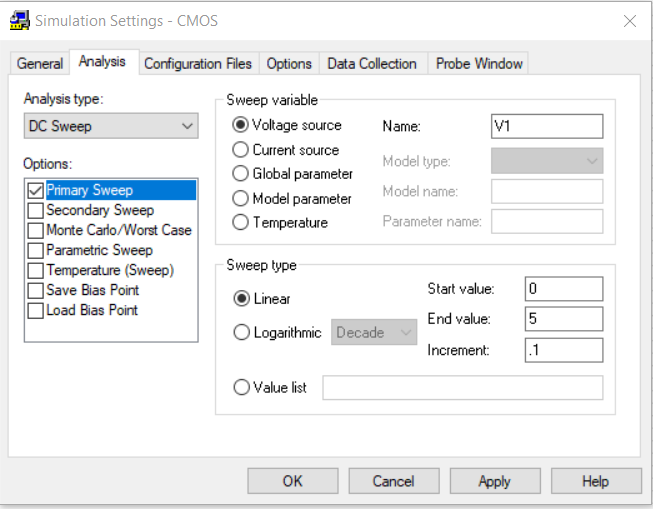 Simulation Settings - CMOS
General Analysis Configuration Files Options Data Collection Probe Window
Analysis type:
DC Sweep
Options:
Primary Sweep
Secondary Sweep
Monte Carlo/Worst Case
Parametric Sweep
Temperature (Sweep)
Save Bias Point
Load Bias Point
Sweep variable
Voltage source
Current source
Global parameter
Model parameter
Temperature
Name: V1
Model type:
Model name:
Parameter name:
Sweep type
Linear
Logarithmic Decade
Value list
Start value: 0
End value: 5
Increment: .1
OK Cancel Apply Help